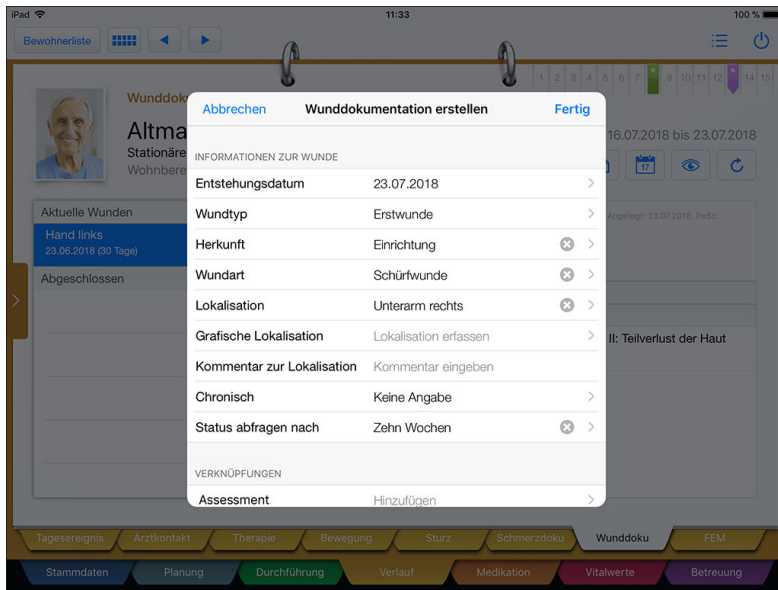 iPad 11:33 100 %
Bewohnerliste
1 2 3 4 5 6 7 9 10 11 12 14 15
Wunddok
Altma
Stationäre
Wohnbere
16.07.2018 bis 23.07.2018
17
Abbrechen Wunddokumentation erstellen Fertig
INFORMATIONEN ZUR WUNDE
Entstehungsdatum 23.07.2018
Wundtyp Erstwunde
Herkunft Einrichtung
Wundart Schürfwunde
Lokalisation Unterarm rechts
Grafische Lokalisation Lokalisation erfassen
Kommentar zur Lokalisation Kommentar eingeben
Chronisch Keine Angabe
Status abfragen nach Zehn Wochen
VERKNÜPFUNGEN
Assessment Hinzufügen
Aktuelle Wunden
Hand links
23.06.2018 (30 Tage)
Abgeschlossen
Angelegt: 23.07.2018, PeSc
II: Teilverlust der Haut
Tagesereignis Arztkontakt Therapie Bewegung Sturz Schmerzdoku Wunddoku FEM
Stammdaten Planung Durchführung Verlauf Medikation Vitalwerte Betreuung